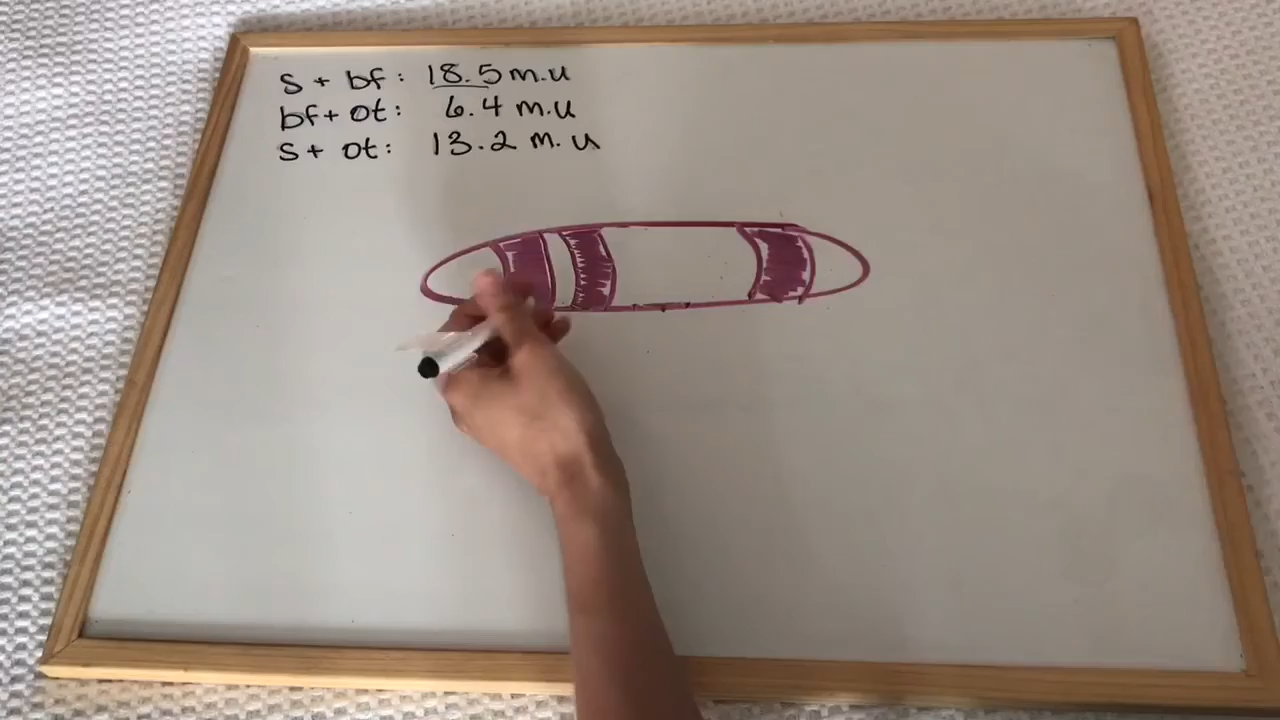 s + bf: 18.5 m.u
bf + ot: 6.4 m.u
s + ot: 13.2 m.u